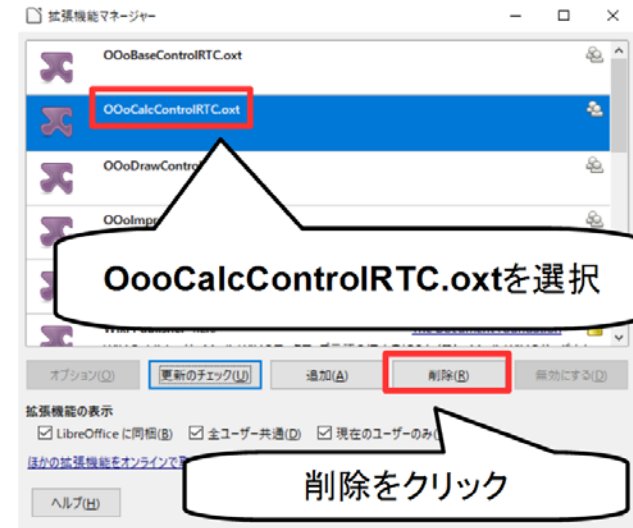 拡張機能マネージャー
OOoBaseControlRTC.oxt
OOoCalcControlRTC.oxt
OOoDrawContro
OOoImpr
OooCalcControlRTC.oxtを選択
オプション(O) 更新のチェック(U) 追加(A) 削除(R) 無効にする(D)
拡張機能の表示
LibreOffice に同梱(B) 全ユーザー共通(D) 現在のユーザーのみ(
ほかの拡張機能をオンラインで
削除をクリック
ヘルプ(H)